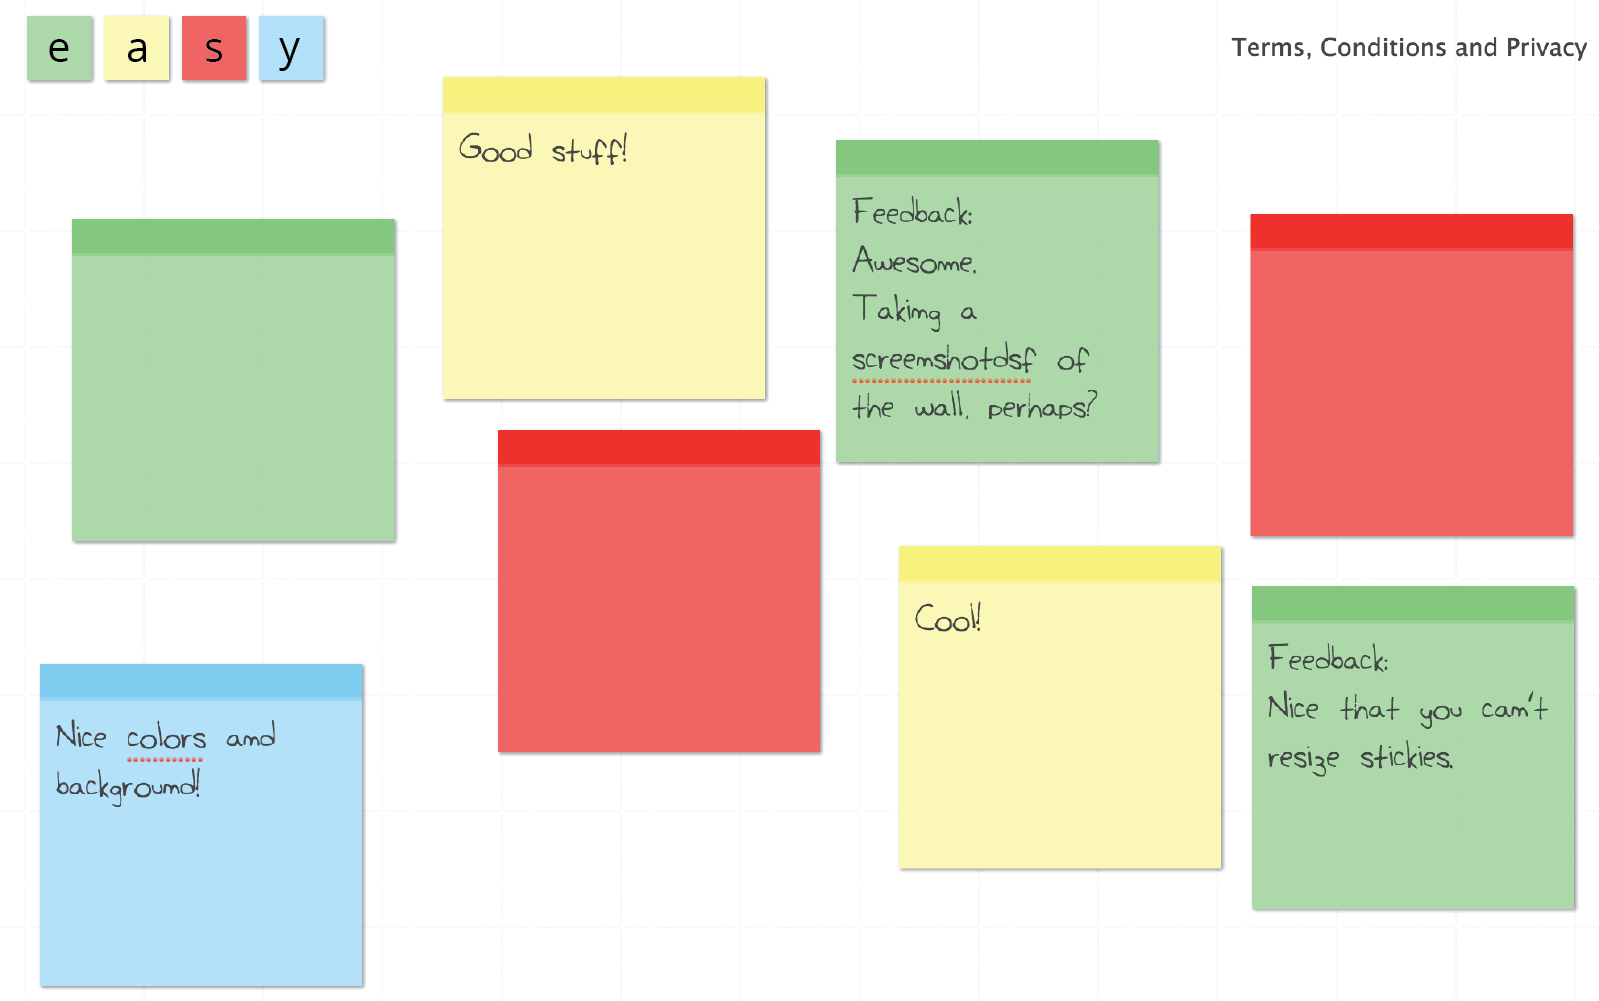 e a s y
Terms, Conditions and Privacy
Good stuff!
Feedback:
Awesome.
Taking a
screenshotdsf of
the wall, perhaps?
Cool!
Feedback:
Nice that you can't
resize stickies.
Nice colors and
background!